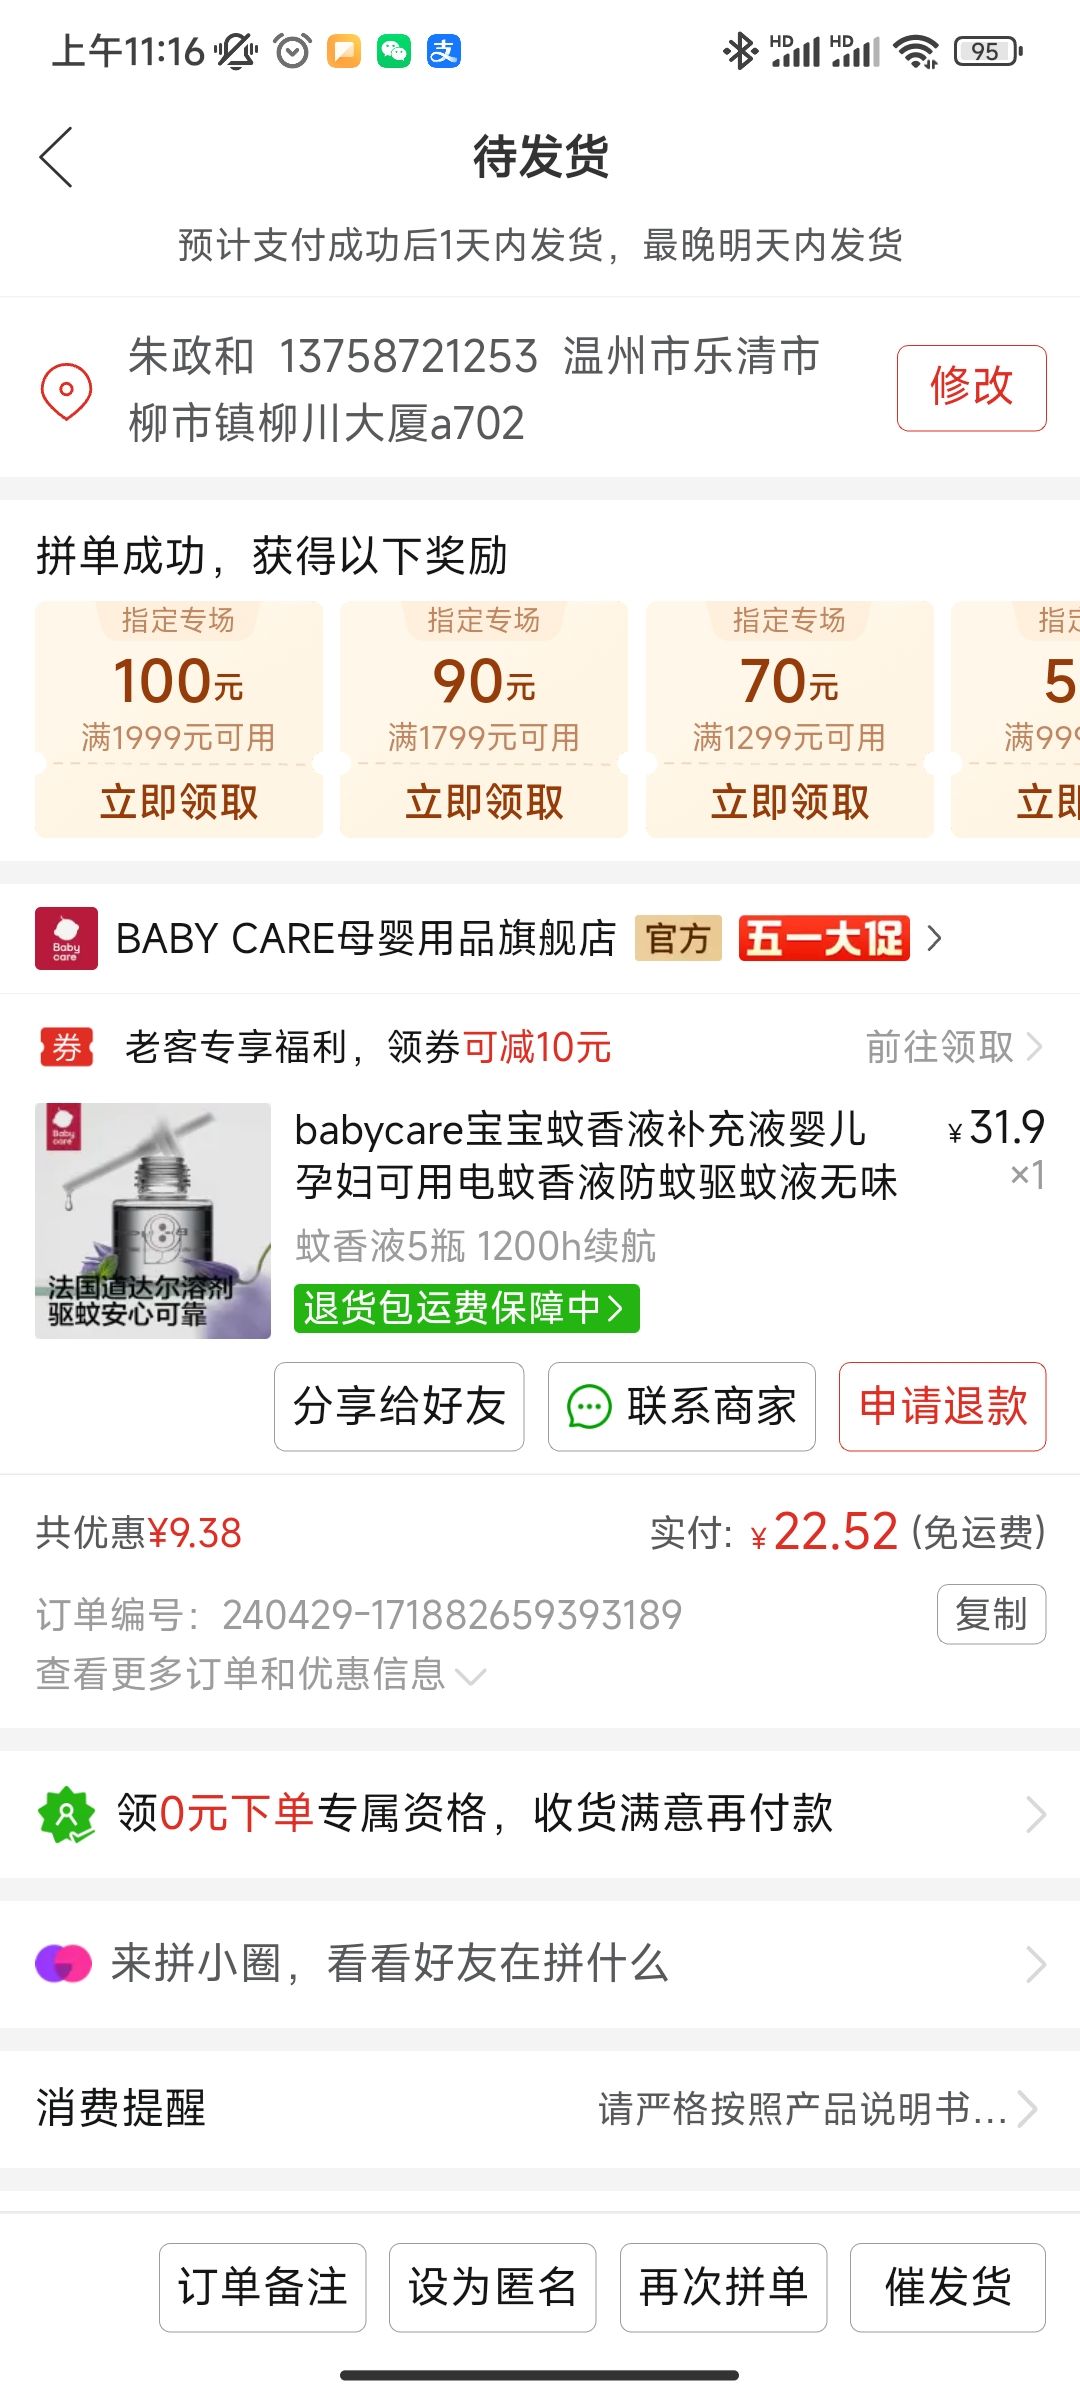 上午11:16
HD HD 95
待发货
预计支付成功后1天内发货，最晚明天内发货
朱政和 13758721253 温州市乐清市
柳市镇柳川大厦a702
修改
拼单成功，获得以下奖励
指定专场 指定专场 指定专场 指定
100元 90元 70元 5
满1999元可用 满1799元可用 满1299元可用 满999
立即领取 立即领取 立即领取 立即
Baby care BABY CARE母婴用品旗舰店 官方 五一大促
券 老客专享福利，领券可减10元 前往领取
Baby care
法国道达尔溶剂
驱蚊安心可靠
babycare宝宝蚊香液补充液婴儿 ¥31.9
孕妇可用电蚊香液防蚊驱蚊液无味 ×1
蚊香液5瓶 1200h续航
退货包运费保障中
分享给好友 联系商家 申请退款
共优惠¥9.38 实付: ¥22.52 (免运费)
订单编号：240429-171882659393189 复制
查看更多订单和优惠信息
领0元下单专属资格，收货满意再付款
来拼小圈，看看好友在拼什么
消费提醒 请严格按照产品说明书...
订单备注 设为匿名 再次拼单 催发货